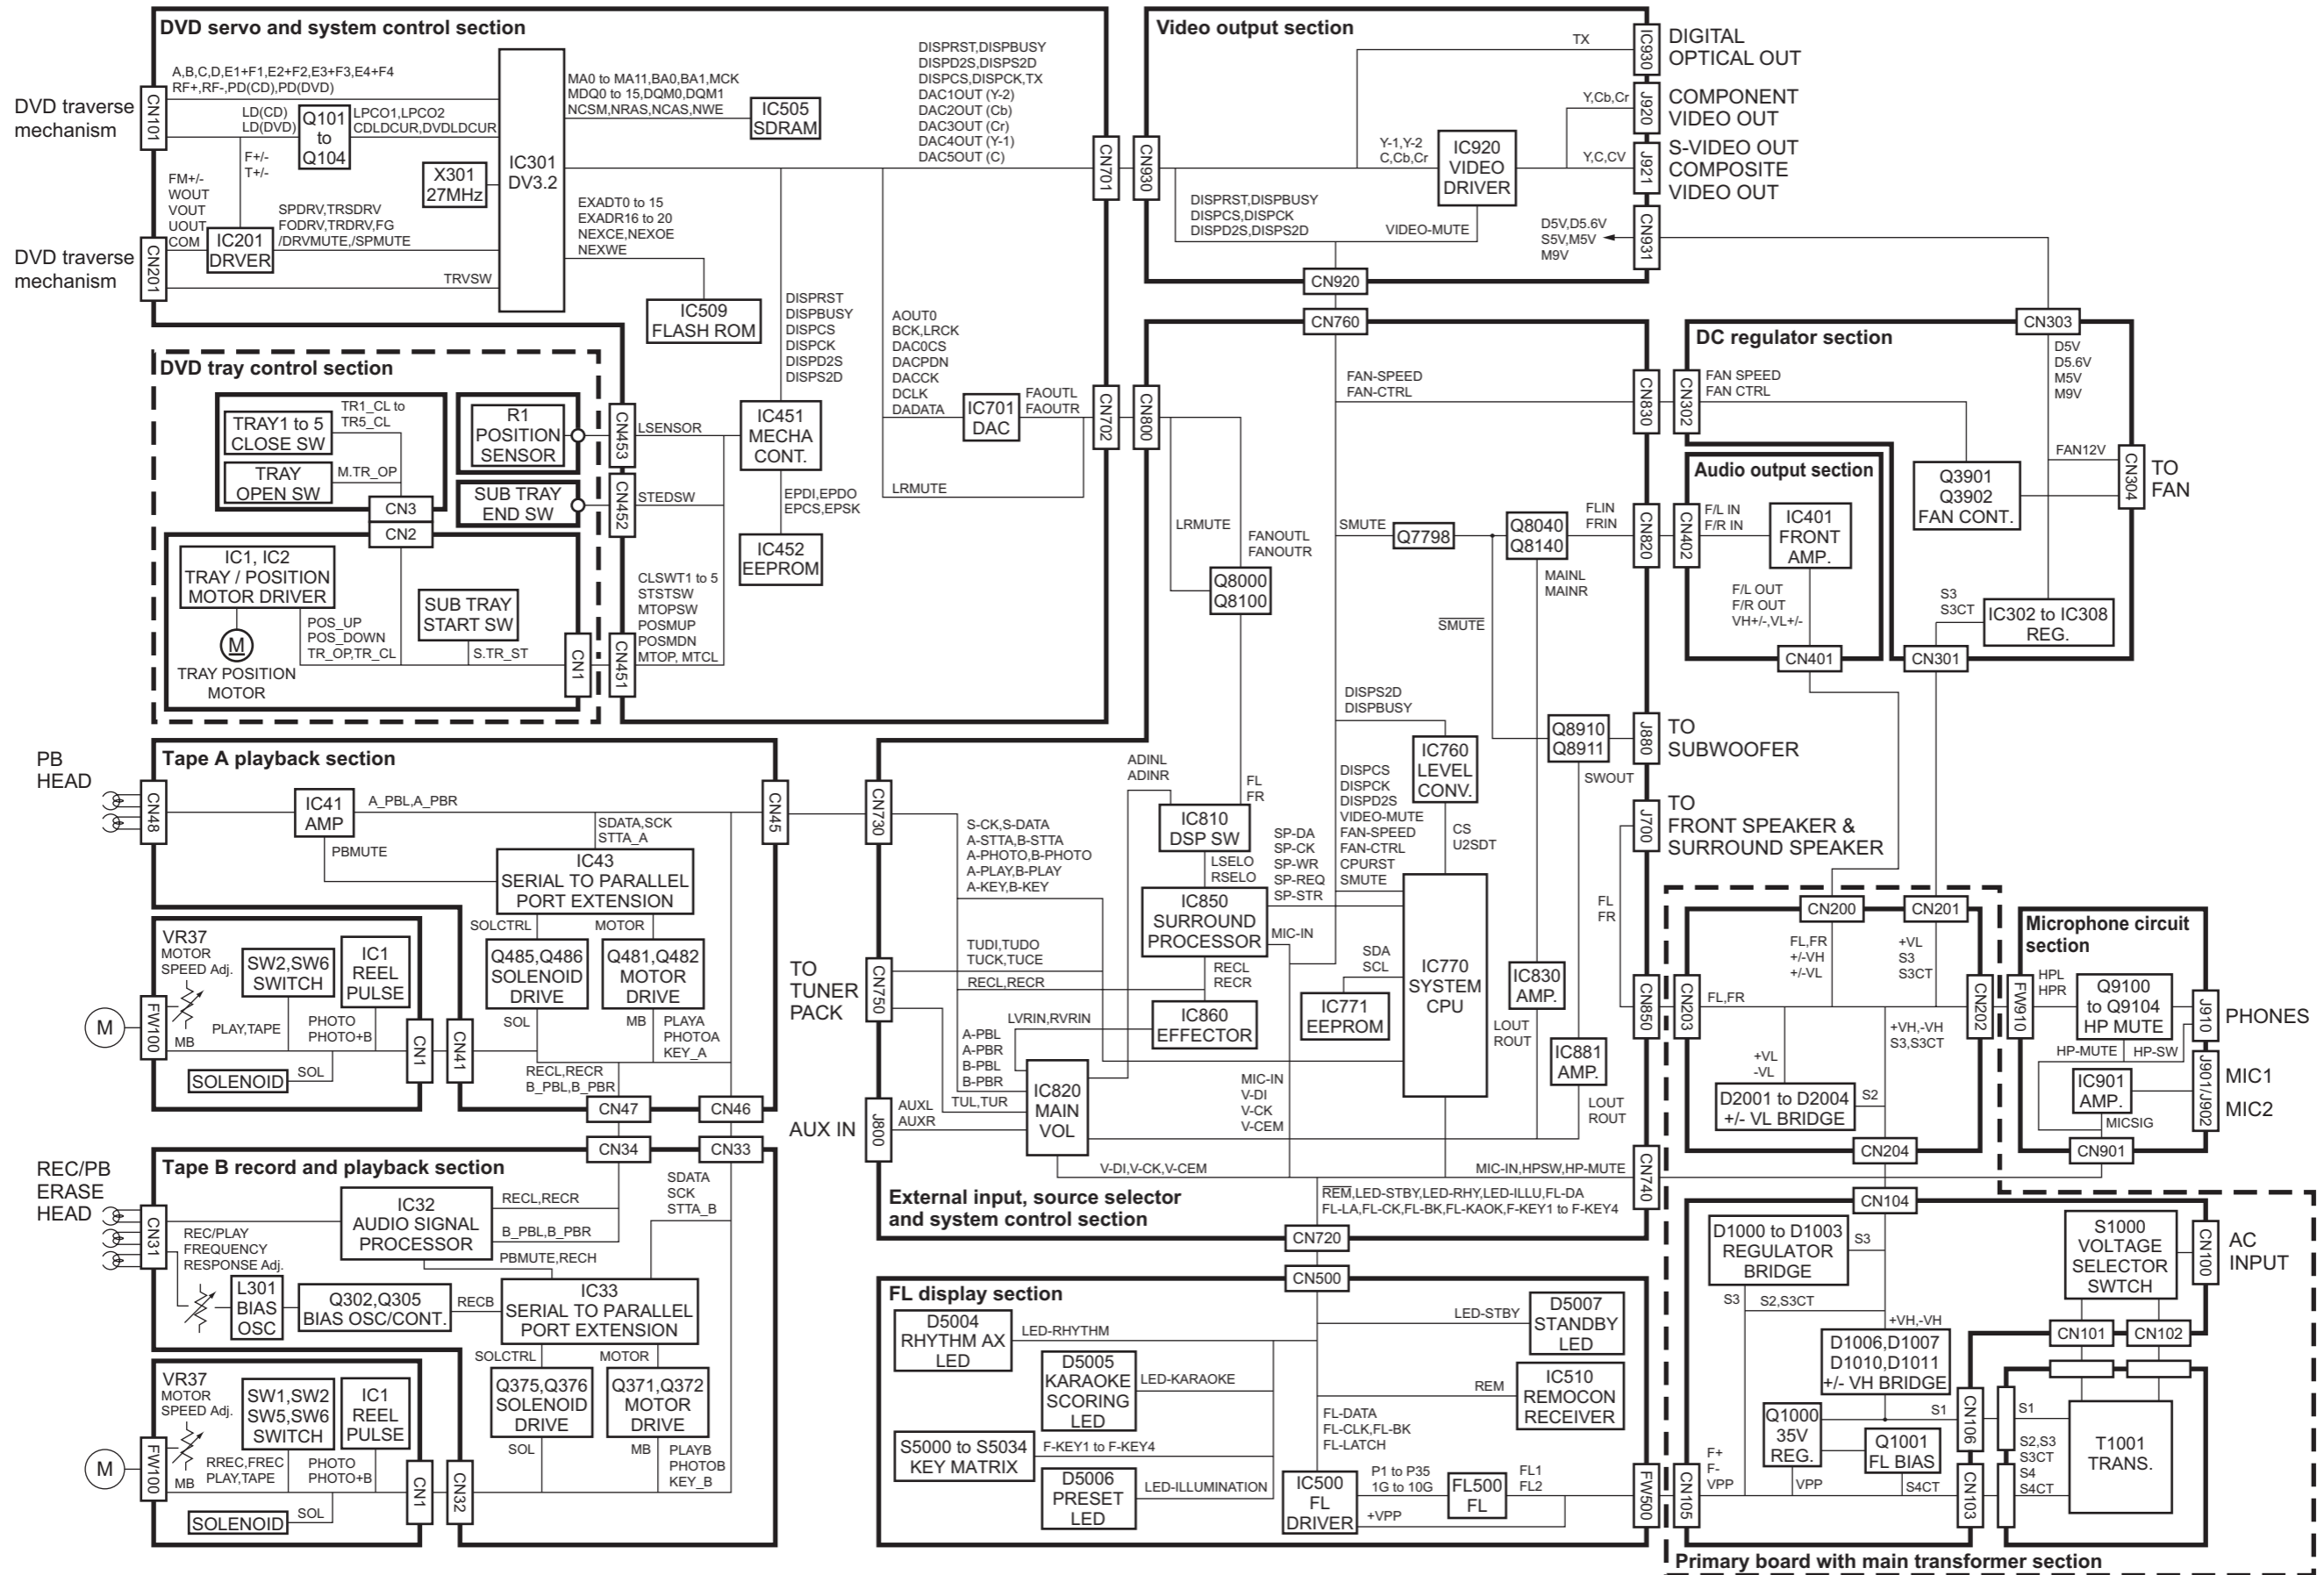 DVD servo and system control section
DVD traverse
mechanism
CN101
A,B,C,D,E1+F1,E2+F2,E3+F3,E4+F4
RF+,RF-,PD(CD),PD(DVD)
LD(CD)
LD(DVD)
Q101
to
Q104
LPCO1,LPCO2
CDLDCUR,DVDLDCUR
F+/-
T+/-
X301
27MHz
IC301
DV3.2
MA0 to MA11,BA0,BA1,MCK
MDQ0 to 15,DQM0,DQM1
NCSM,NRAS,NCAS,NWE
IC505
SDRAM
DISPRST,DISPBUSY
DISPD2S,DISPS2D
DISPCS,DISPCK,TX
DAC1OUT (Y-2)
DAC2OUT (Cb)
DAC3OUT (Cr)
DAC4OUT (Y-1)
DAC5OUT (C)
CN701
FM+/-
WOUT
VOUT
UOUT
COM
IC201
DRVER
SPDRV,TRSDRV
FODRV,TRDRV,FG
/DRVMUTE,/SPMUTE
DVD traverse
mechanism
CN201
TRVSW
EXADT0 to 15
EXADR16 to 20
NEXCE,NEXOE
NEXWE
IC509
FLASH ROM
DISPRST
DISPBUSY
DISPCS
DISPCK
DISPD2S
DISPS2D
AOUT0
BCK,LRCK
DAC0CS
DACPDN
DACCK
DCLK
DADATA
IC701
DAC
FAOUTL
FAOUTR
CN702
LRMUTE
IC451
MECHA
CONT.
EPDI,EPDO
EPCS,EPSK
IC452
EEPROM
CN453
LSENSOR
CN452
STEDSW
CLSWT1 to 5
STSTSW
MTOPSW
POSMUP
POSMDN
MTOP, MTCL
CN451
DVD tray control section
TRAY1 to 5
CLOSE SW
TR1_CL to
TR5_CL
TRAY
OPEN SW
M.TR_OP
CN3
CN2
R1
POSITION
SENSOR
SUB TRAY
END SW
IC1, IC2
TRAY / POSITION
MOTOR DRIVER
M
TRAY POSITION
MOTOR
POS_UP
POS_DOWN
TR_OP,TR_CL
SUB TRAY
START SW
S.TR_ST
CN1
Video output section
CN930
TX
IC930
DIGITAL
OPTICAL OUT
Y,Cb,Cr
J920
COMPONENT
VIDEO OUT
Y-1,Y-2
C,Cb,Cr
IC920
VIDEO
DRIVER
Y,C,CV
J921
S-VIDEO OUT
COMPOSITE
VIDEO OUT
DISPRST,DISPBUSY
DISPCS,DISPCK
DISPD2S,DISPS2D
VIDEO-MUTE
D5V,D5.6V
S5V,M5V
M9V
CN931
CN920
CN760
DC regulator section
CN303
D5V
D5.6V
M5V
M9V
CN302
FAN SPEED
FAN CTRL
Q3901
Q3902
FAN CONT.
FAN12V
CN304
TO
FAN
S3
S3CT
IC302 to IC308
REG.
CN301
Audio output section
CN402
F/L IN
F/R IN
IC401
FRONT
AMP.
F/L OUT
F/R OUT
VH+/-,VL+/-
CN401
CN800
FAN-SPEED
FAN-CTRL
CN830
LRMUTE
FANOUTL
FANOUTR
Q8000
Q8100
SMUTE
Q7798
Q8040
Q8140
FLIN
FRIN
CN820
MAINL
MAINR
SMUTE
DISPS2D
DISPBUSY
IC760
LEVEL
CONV.
Q8910
Q8911
J880
TO
SUBWOOFER
SWOUT
J700
TO
FRONT SPEAKER &
SURROUND SPEAKER
FL
FR
CN850
ADINL
ADINR
FL
FR
IC810
DSP SW
LSELO
RSELO
IC850
SURROUND
PROCESSOR
SP-DA
SP-CK
SP-WR
SP-REQ
SP-STR
DISPCS
DISPCK
DISPD2S
VIDEO-MUTE
FAN-SPEED
FAN-CTRL
CPURST
SMUTE
CS
U2SDT
MIC-IN
RECL
RECR
IC860
EFFECTOR
SDA
SCL
IC771
EEPROM
IC770
SYSTEM
CPU
IC830
AMP.
LOUT
ROUT
IC881
AMP.
LOUT
ROUT
CN730
S-CK,S-DATA
A-STTA,B-STTA
A-PHOTO,B-PHOTO
A-PLAY,B-PLAY
A-KEY,B-KEY
TO
TUNER
PACK
CN750
TUDI,TUDO
TUCK,TUCE
RECL,RECR
LVRIN,RVRIN
A-PBL
A-PBR
B-PBL
B-PBR
TUL,TUR
IC820
MAIN
VOL
AUX IN
J800
AUXL
AUXR
MIC-IN
V-DI
V-CK
V-CEM
V-DI,V-CK,V-CEM
MIC-IN,HPSW,HP-MUTE
CN740
External input, source selector
and system control section
REM,LED-STBY,LED-RHY,LED-ILLU,FL-DA
FL-LA,FL-CK,FL-BK,FL-KAOK,F-KEY1 to F-KEY4
CN720
Tape A playback section
PB
HEAD
CN48
IC41
AMP
A_PBL,A_PBR
PBMUTE
SDATA,SCK
STTA_A
CN45
IC43
SERIAL TO PARALLEL
PORT EXTENSION
SOLCTRL
MOTOR
Q485,Q486
SOLENOID
DRIVE
Q481,Q482
MOTOR
DRIVE
SOL
MB
PLAYA
PHOTOA
KEY_A
VR37
MOTOR
SPEED Adj.
SW2,SW6
SWITCH
IC1
REEL
PULSE
M
FW100
MB
PLAY,TAPE
PHOTO
PHOTO+B
SOLENOID
SOL
CN1
CN41
RECL,RECR
B_PBL,B_PBR
CN47
CN46
Tape B record and playback section
CN34
CN33
REC/PB
ERASE
HEAD
CN31
IC32
AUDIO SIGNAL
PROCESSOR
RECL,RECR
B_PBL,B_PBR
SDATA
SCK
STTA_B
REC/PLAY
FREQUENCY
RESPONSE Adj.
L301
BIAS
OSC
Q302,Q305
BIAS OSC/CONT.
RECB
PBMUTE,RECH
IC33
SERIAL TO PARALLEL
PORT EXTENSION
SOLCTRL
MOTOR
Q375,Q376
SOLENOID
DRIVE
Q371,Q372
MOTOR
DRIVE
SOL
MB
PLAYB
PHOTOB
KEY_B
VR37
MOTOR
SPEED Adj.
SW1,SW2
SW5,SW6
SWITCH
IC1
REEL
PULSE
M
FW100
MB
RREC,FREC
PLAY,TAPE
PHOTO
PHOTO+B
SOLENOID
SOL
CN1
CN32
FL display section
CN500
D5004
RHYTHM AX
LED
LED-RHYTHM
D5005
KARAOKE
SCORING
LED
LED-KARAOKE
S5000 to S5034
KEY MATRIX
F-KEY1 to F-KEY4
D5006
PRESET
LED
LED-ILLUMINATION
LED-STBY
D5007
STANDBY
LED
REM
IC510
REMOCON
RECEIVER
FL-DATA
FL-CLK,FL-BK
FL-LATCH
IC500
FL
DRIVER
P1 to P35
1G to 10G
FL500
FL
FL1
FL2
+VPP
FW500
CN200
CN201
FL,FR
+/-VH
+/-VL
+VL
S3
S3CT
CN203
FL,FR
CN202
+VL
-VL
+VH,-VH
S3,S3CT
D2001 to D2004
+/- VL BRIDGE
S2
CN204
Microphone circuit
section
FW910
HPL
HPR
Q9100
to Q9104
HP MUTE
J910
PHONES
HP-MUTE
HP-SW
IC901
AMP.
J901/J902
MIC1
MIC2
MICSIG
CN901
CN104
D1000 to D1003
REGULATOR
BRIDGE
S3
S3
S2,S3CT
+VH,-VH
D1006,D1007
D1010,D1011
+/- VH BRIDGE
S1000
VOLTAGE
SELECTOR
SWTCH
CN100
AC
INPUT
CN101
CN102
Q1000
35V
REG.
Q1001
FL BIAS
S1
CN106
S1
S2,S3
S3CT
S4
S4CT
T1001
TRANS.
CN105
F+
F-
VPP
VPP
S4CT
CN103
Primary board with main transformer section